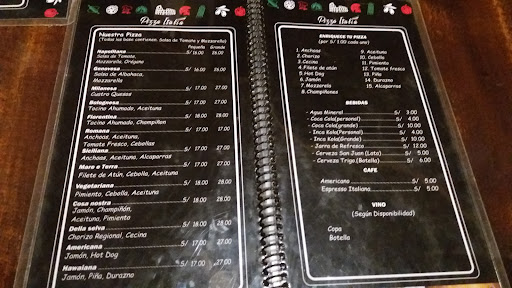 Pizza Italia
Nuestra Pizza
(Todas las bases contienen: Salsa de Tomate y Mozzarella)
Pequeña Grande
Napolitana S/ 16.00 26.00
Salsa de Tomate,
Mozzarella, Orégano
Genovesa S/ 16.00 26.00
Salsa de Albahaca,
Mozzarella
Milanesa S/ 17.00 27.00
Cuatro Quesos
Bolognesa S/ 17.00 27.00
Tocino Ahumado, Aceituna
Florentina S/ 18.00 28.00
Tocino Ahumado, Champiñon
Romana S/ 17.00 27.00
Anchoas, Aceituna,
Tomate Fresco, Cebollas
Siciliana S/ 17.00 27.00
Anchoas, Aceituna, Alcaparras
Mare o Terra S/ 17.00 27.00
Filete de Atún, Cebolla, Aceituna
Vegetariana S/ 17.00 27.00
Pimiento, Cebolla, Aceituna
Cosa nostra S/ 18.00 28.00
Jamón, Champiñón,
Aceituna, Pimiento
Della selva S/ 18.00 28.00
Chorizo Regional, Cecina
Americana S/ 17.00 27.00
Jamón, Hot Dog
Hawaiana S/ 17.00 27.00
Jamón, Piña, Durazno
Pizza Italia
ENRIQUECE TU PIZZA
(por S/ 1.00 cada uno)
1. Anchoas 9. Aceituna
2. Chorizo 10. Cebolla
3. Cecina 11. Pimiento
4. Filete de atún 12. Tomate fresco
5. Hot Dog 13. Piña
6. Jamón 14. Durazno
7. Mozzarella 15. Alcaparras
8. Champiñones
BEBIDAS
- Agua Mineral S/ 3.00
- Coca Cola(personal) S/ 4.00
- Coca Cola(grande) S/ 10.00
- Inca Kola(Personal) S/ 4.00
- Inca Kola(Grande) S/ 10.00
- Jarra de Refresco S/ 12.00
- Cerveza San Juan (Lata) S/ 5.00
- Cerveza Trigo (Botella) S/ 6.00
CAFE
Americano S/ 5.00
Espresso Italiano S/ 5.00
VINO
(Según Disponibilidad)
Copa
Botella